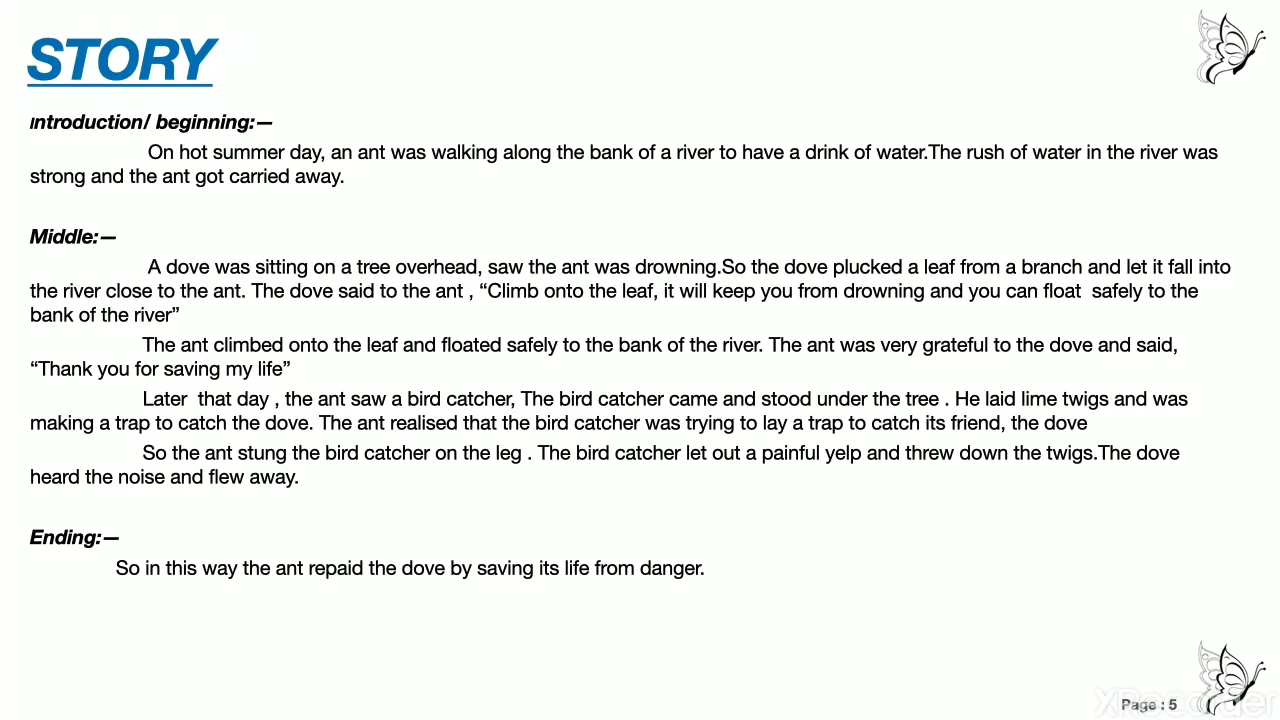 STORY
Introduction/ beginning:—
On hot summer day, an ant was walking along the bank of a river to have a drink of water.The rush of water in the river was
strong and the ant got carried away.
Middle:—
A dove was sitting on a tree overhead, saw the ant was drowning.So the dove plucked a leaf from a branch and let it fall into
the river close to the ant. The dove said to the ant , “Climb onto the leaf, it will keep you from drowning and you can float  safely to the
bank of the river”
The ant climbed onto the leaf and floated safely to the bank of the river. The ant was very grateful to the dove and said,
“Thank you for saving my life”
Later  that day , the ant saw a bird catcher, The bird catcher came and stood under the tree . He laid lime twigs and was
making a trap to catch the dove. The ant realised that the bird catcher was trying to lay a trap to catch its friend, the dove
So the ant stung the bird catcher on the leg . The bird catcher let out a painful yelp and threw down the twigs.The dove
heard the noise and flew away.
Ending:—
So in this way the ant repaid the dove by saving its life from danger.
Page : 5
XRecorder